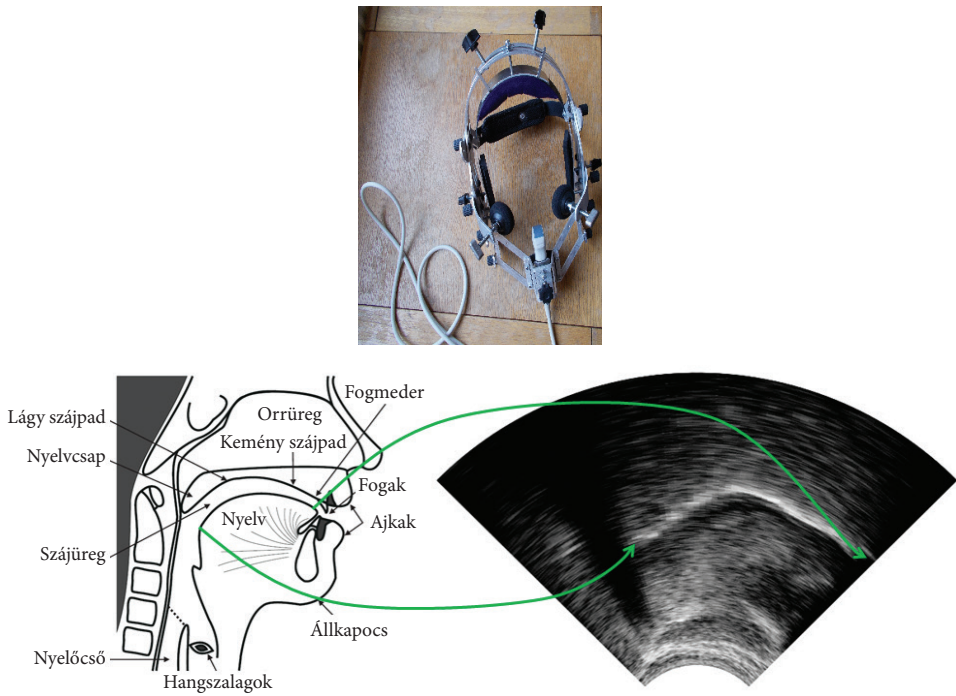 Fogmeder
Orrüreg
Lágy szájpad
Kemény szájpad
Nyelvcsap
Fogak
Nyelv
Ajkak
Szájüreg
Állkapocs
Nyelőcső
Hangszalagok